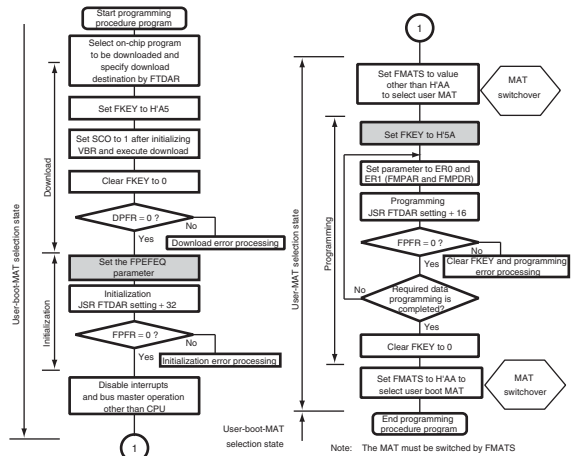 Start programming
procedure program
Select on-chip program
to be downloaded and
specify download
destination by FTDAR
Set FKEY to H'A5
Set SCO to 1 after initializing
VBR and execute download
Clear FKEY to 0
DPFR = 0 ?
No
Yes
Download error processing
Set the FPEFEQ
parameter
Initialization
JSR FTDAR setting + 32
FPFR = 0 ?
No
Yes
Initialization error processing
Disable interrupts
and bus master operation
other than CPU
1
User-boot-MAT selection state
Download
Initialization
1
Set FMATS to value
other than H'AA
to select user MAT
MAT
switchover
Set FKEY to H'5A
Set parameter to ER0 and
ER1 (FMPAR and FMPDR)
Programming
JSR FTDAR setting + 16
FPFR = 0 ?
No
Yes
Clear FKEY and programming
error processing
Required data
programming is
completed?
No
Yes
Clear FKEY to 0
Set FMATS to H'AA to
select user boot MAT
MAT
switchover
End programming
procedure program
User-MAT selection state
Programming
User-boot-MAT
selection state
Note: The MAT must be switched by FMATS